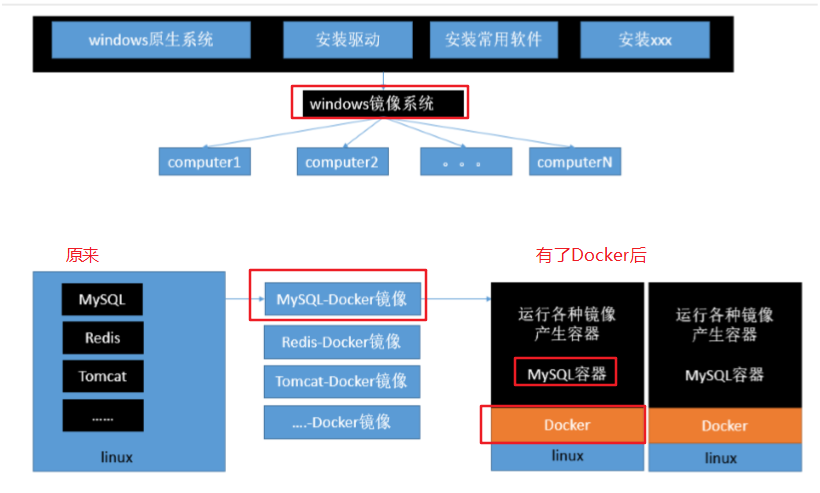 windows原生系统
安装驱动
安装常用软件
安装xxx
windows镜像系统
computer1
computer2
。。。
computerN
原来
有了Docker后
MySQL
Redis
Tomcat
......
linux
MySQL-Docker镜像
Redis-Docker镜像
Tomcat-Docker镜像
....-Docker镜像
运行各种镜像
产生容器
MySQL容器
Docker
linux
运行各种镜像
产生容器
MySQL容器
Docker
linux